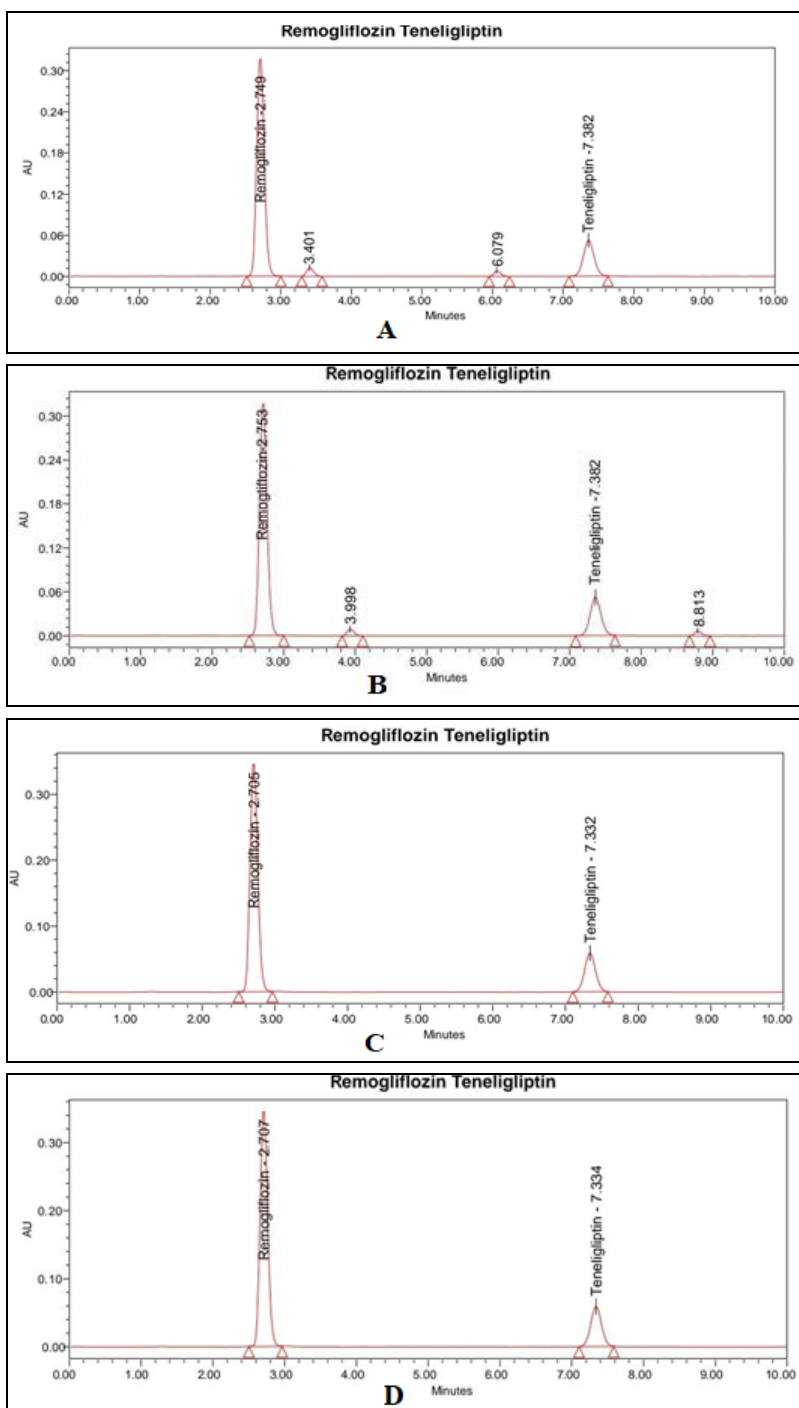 Remogliflozin Teneligliptin
AU
0.30
0.24
0.18
0.12
0.06
0.00
Remogliflozin -2.749
3.401
6.079
Teneligliptin -7.382
0.00 1.00 2.00 3.00 4.00 5.00 6.00 7.00 8.00 9.00 10.00
Minutes
A
Remogliflozin Teneligliptin
AU
0.30
0.24
0.18
0.12
0.06
0.00
Remogliflozin-2.753
3.998
Teneligliptin -7.382
8.813
0.00 1.00 2.00 3.00 4.00 5.00 6.00 7.00 8.00 9.00 10.00
Minutes
B
Remogliflozin Teneligliptin
AU
0.30
0.20
0.10
0.00
Remogliflozin - 2.705
Teneligliptin - 7.332
0.00 1.00 2.00 3.00 4.00 5.00 6.00 7.00 8.00 9.00 10.00
Minutes
C
Remogliflozin Teneligliptin
AU
0.30
0.20
0.10
0.00
Remogliflozin - 2.707
Teneligliptin - 7.334
0.00 1.00 2.00 3.00 4.00 5.00 6.00 7.00 8.00 9.00 10.00
Minutes
D